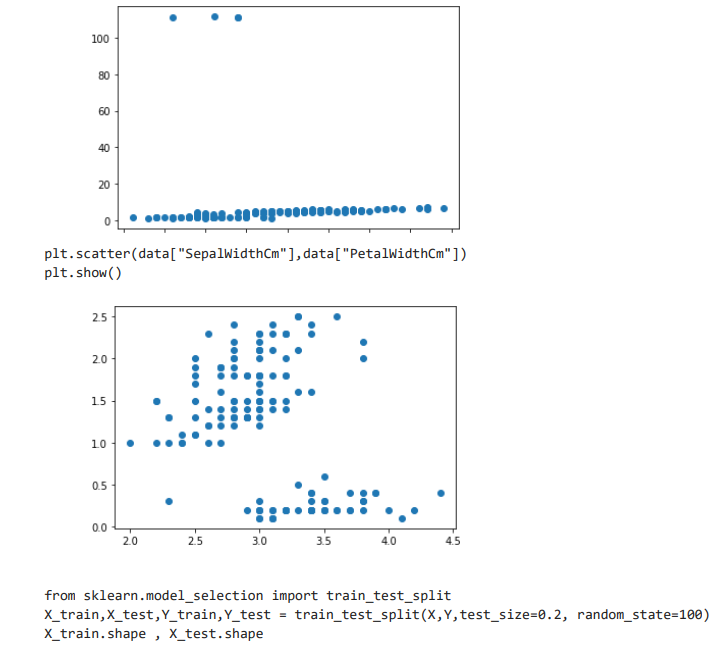 100
80
60
40
20
0
plt.scatter(data["SepalWidthCm"],data["PetalWidthCm"])
plt.show()
2.5
2.0
1.5
1.0
0.5
0.0
2.0 2.5 3.0 3.5 4.0 4.5
from sklearn.model_selection import train_test_split
X_train,X_test,Y_train,Y_test = train_test_split(X,Y,test_size=0.2, random_state=100)
X_train.shape , X_test.shape